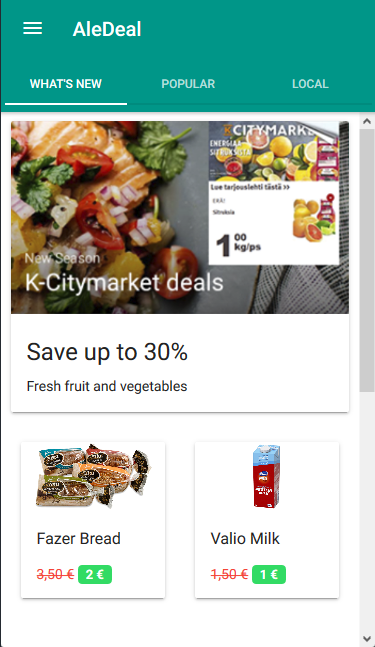 AleDeal
WHAT'S NEW
POPULAR
LOCAL
KCITYMARKE
ENERGIAA
SITRUKSISTA
Lue tarjouslehti tästä >>
ERÄ!
Sitruksia
1 00
kg/ps
New Season
K-Citymarket deals
Save up to 30%
Fresh fruit and vegetables
Fazer Bread
Valio Milk
3,50 € 2 €
1,50 € 1 €